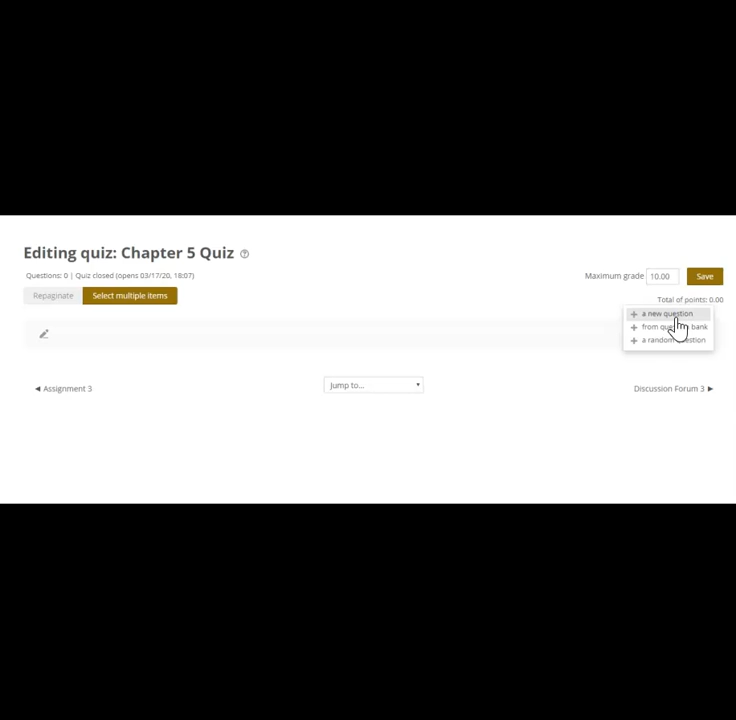 Editing quiz: Chapter 5 Quiz
Questions: 0 | Quiz closed (opens 03/17/20, 18:07)
Maximum grade 10.00 Save
Repaginate Select multiple items
Total of points: 0.00
+ a new question
+ from bank
+ a random
◄ Assignment 3
Jump to...
Discussion Forum 3 ►